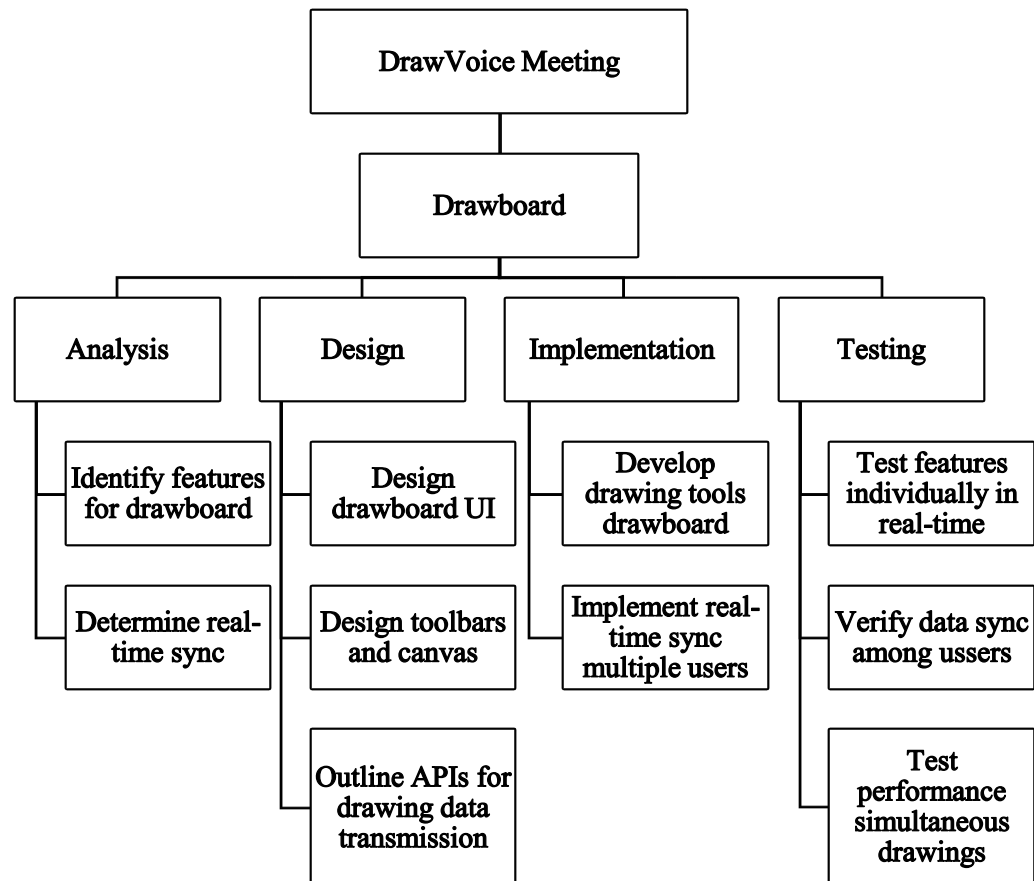 DrawVoice Meeting
Drawboard
Analysis
Design
Implementation
Testing
Identify features
for drawboard
Design
drawboard UI
Develop
drawing tools
drawboard
Test features
individually in
real-time
Determine real-
time sync
Design toolbars
and canvas
Implement real-
time sync
multiple users
Verify data sync
among ussers
Outline APIs for
drawing data
transmission
Test
performance
simultaneous
drawings